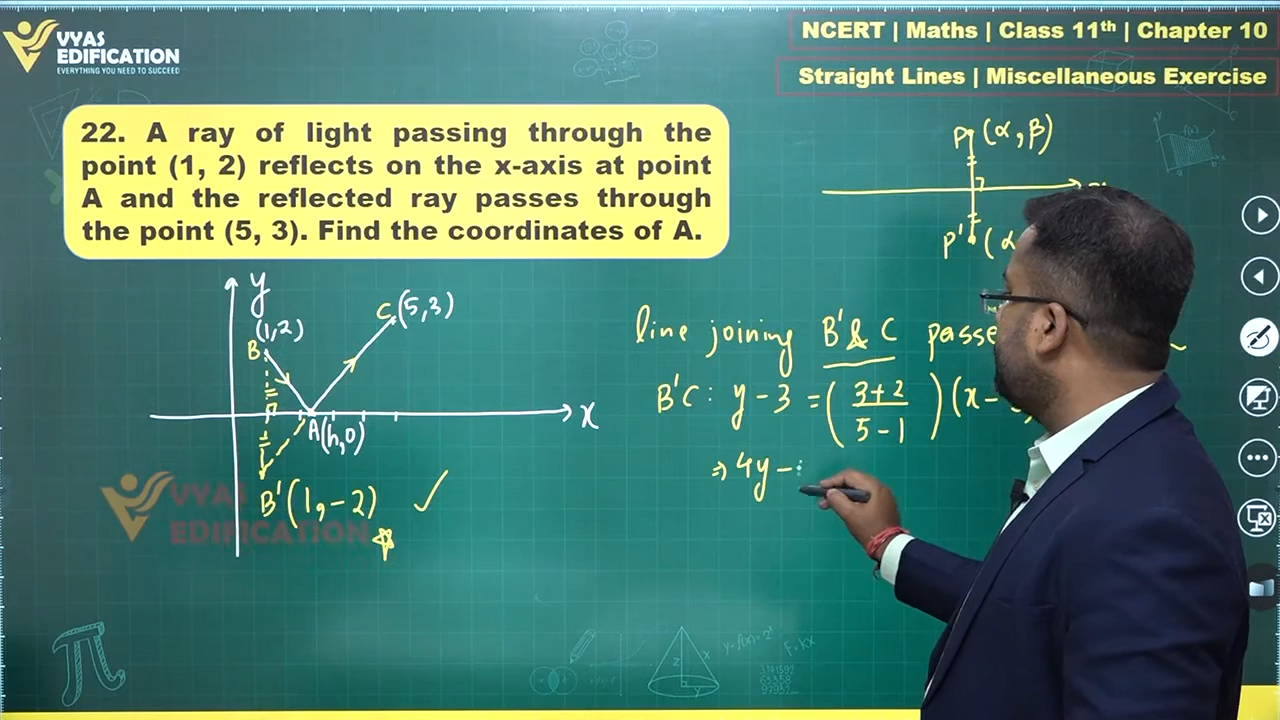 VYAS
EDIFICATION
EVERYTHING YOU NEED TO SUCCEED
NCERT | Maths | Class 11th | Chapter 10
Straight Lines | Miscellaneous Exercise
22. A ray of light passing through the
point (1, 2) reflects on the x-axis at point
A and the reflected ray passes through
the point (5, 3). Find the coordinates of A.
P (α, β)
P' (α
y
C (5, 3)
(1, 2)
B
x
A(h, 0)
B' (1, -2) ✓
line joining B' & C passe
B'C : y - 3 = (3+2 / 5-1) (x -
⇒ 4y -
VYAS
EDIFICATION
π